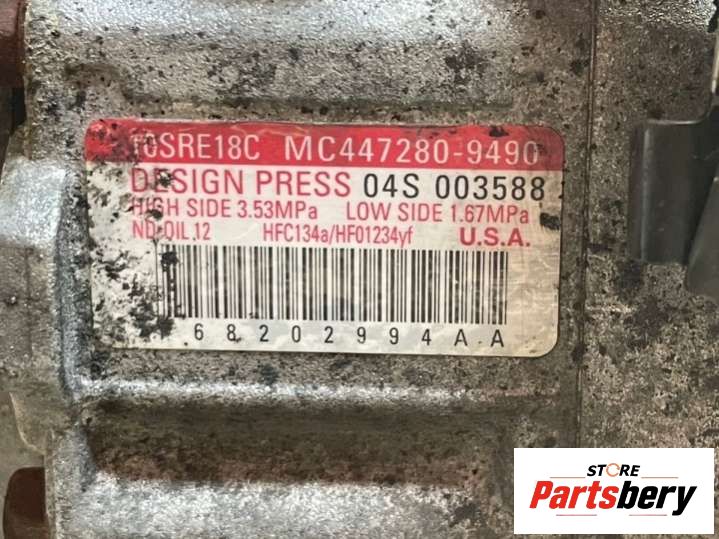 10SRE18C MC447280-9490
DESIGN PRESS 04S 003588
HIGH SIDE 3.53MPa LOW SIDE 1.67MPa
ND-OIL 12 HFC134a/HFO1234yf U.S.A.
68202994AA
STORE
Partsbery